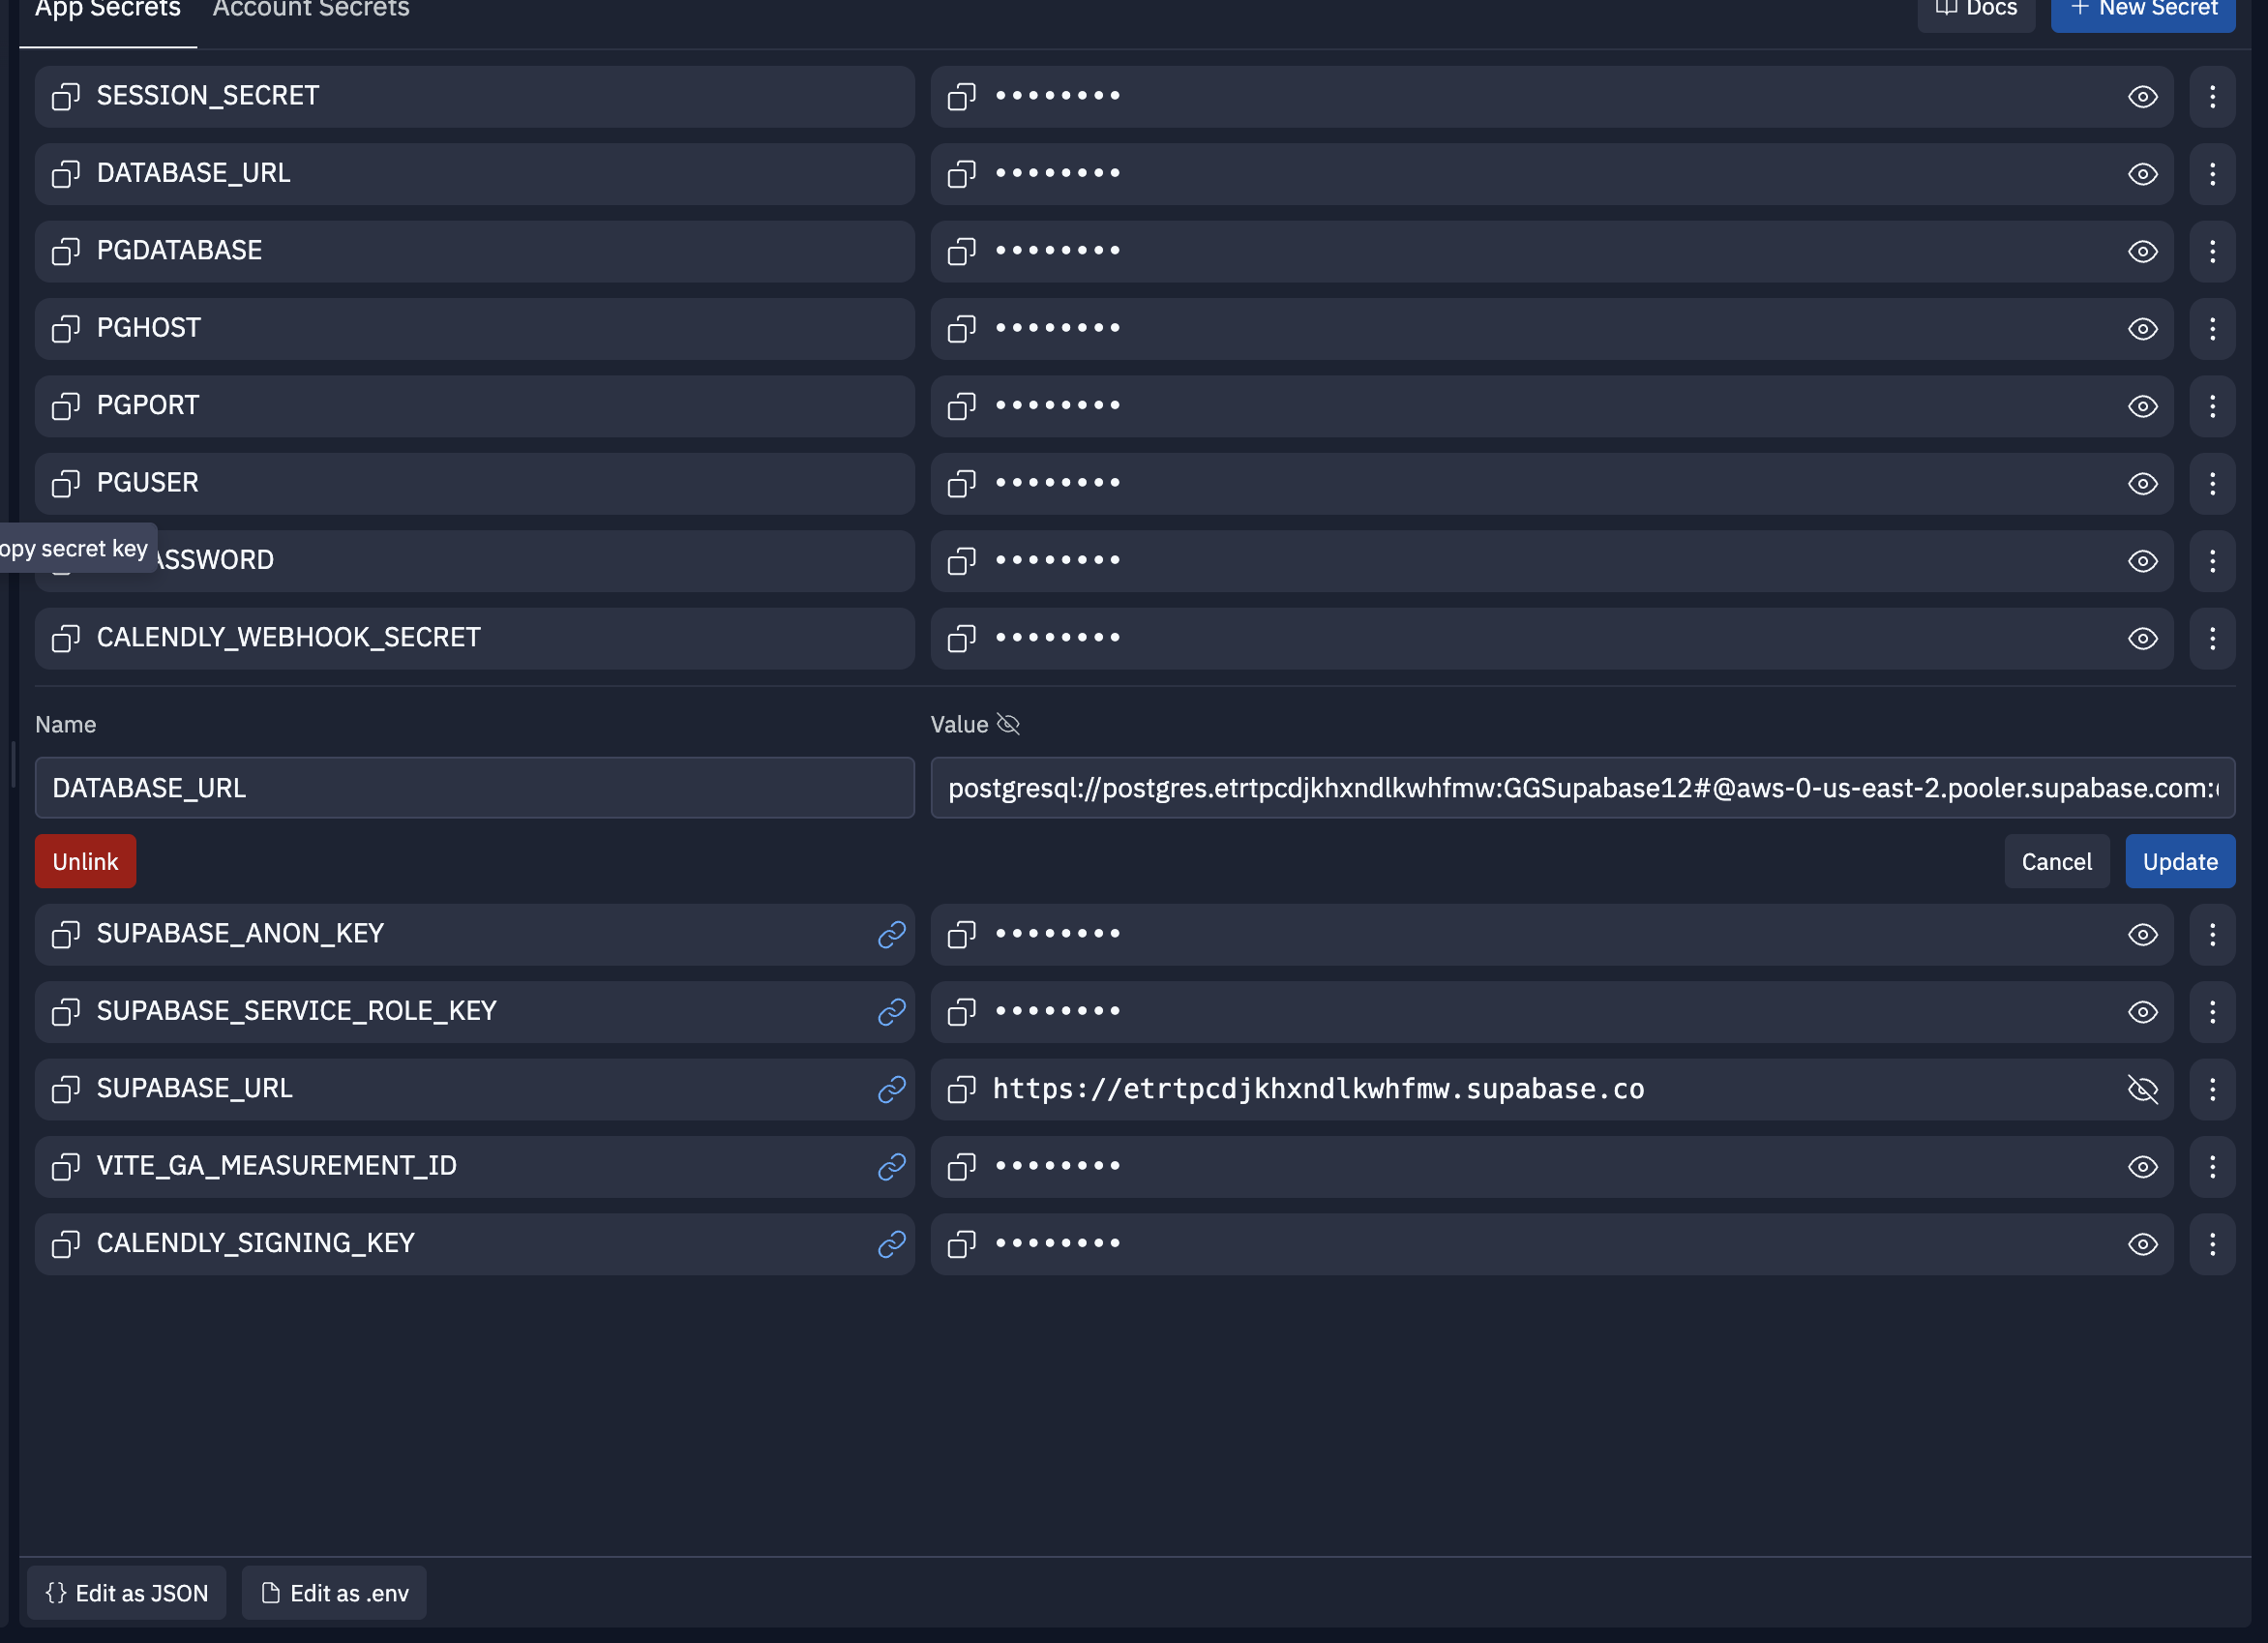 App Secrets
Account Secrets
Docs
+ New Secret
SESSION_SECRET ••••••••
DATABASE_URL ••••••••
PGDATABASE ••••••••
PGHOST ••••••••
PGPORT ••••••••
PGUSER ••••••••
opy secret key
ASSWORD ••••••••
CALENDLY_WEBHOOK_SECRET ••••••••
Name
Value
DATABASE_URL
postgresql://postgres.etrtpcdjkhxndlkwhfmw:GGSupabase12#@aws-0-us-east-2.pooler.supabase.com:
Unlink
Cancel
Update
SUPABASE_ANON_KEY ••••••••
SUPABASE_SERVICE_ROLE_KEY ••••••••
SUPABASE_URL https://etrtpcdjkhxndlkwhfmw.supabase.co
VITE_GA_MEASUREMENT_ID ••••••••
CALENDLY_SIGNING_KEY ••••••••
{} Edit as JSON
Edit as .env